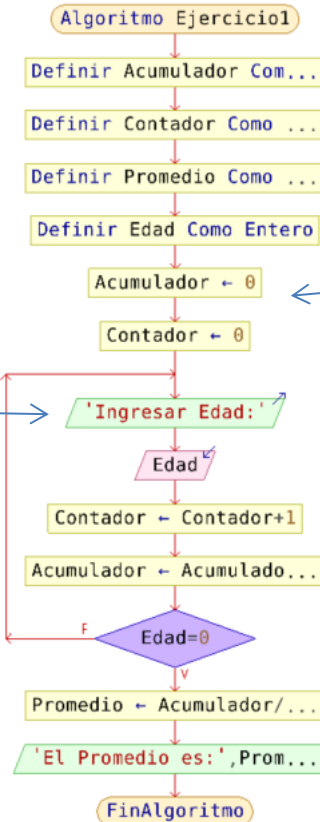 Algoritmo Ejercicio1
Definir Acumulador Com...
Definir Contador Como ...
Definir Promedio Como ...
Definir Edad Como Entero
Acumulador ← 0
Contador ← 0
'Ingresar Edad:'
Edad
Contador ← Contador+1
Acumulador ← Acumulado...
F
Edad=0
V
Promedio ← Acumulador/...
'El Promedio es:',Prom...
FinAlgoritmo